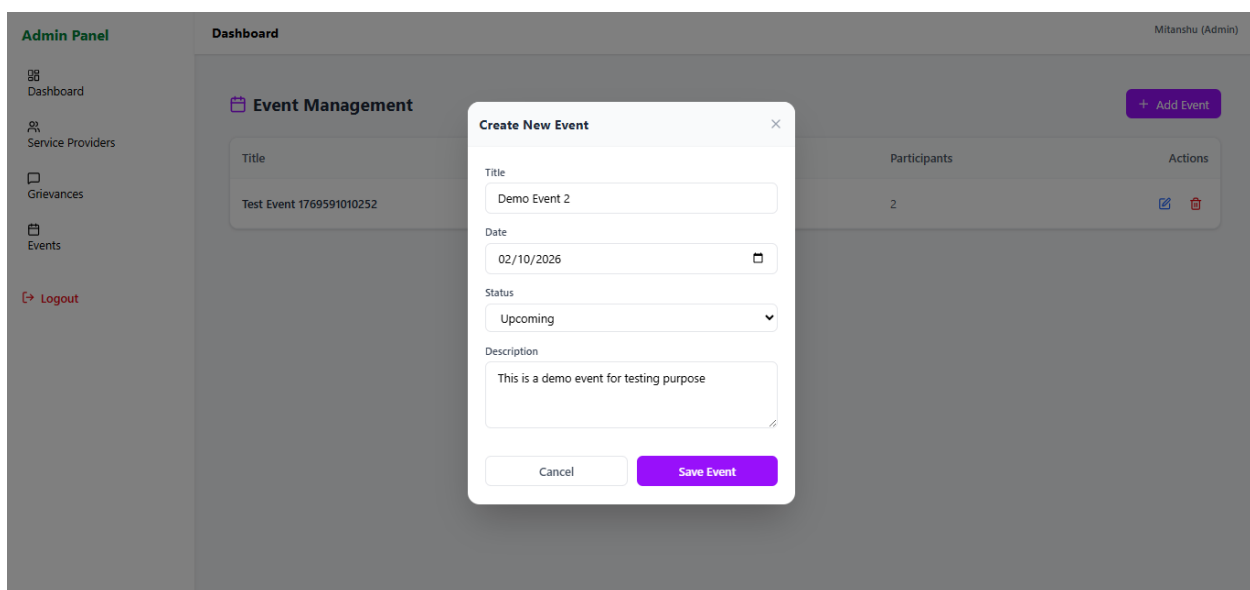 Admin Panel
Dashboard
Mitanshu (Admin)
Dashboard
Service Providers
Grievances
Events
Logout
Event Management
+ Add Event
Title
Participants
Actions
Test Event 1769591010252
2
Create New Event
Title
Demo Event 2
Date
02/10/2026
Status
Upcoming
Description
This is a demo event for testing purpose
Cancel
Save Event